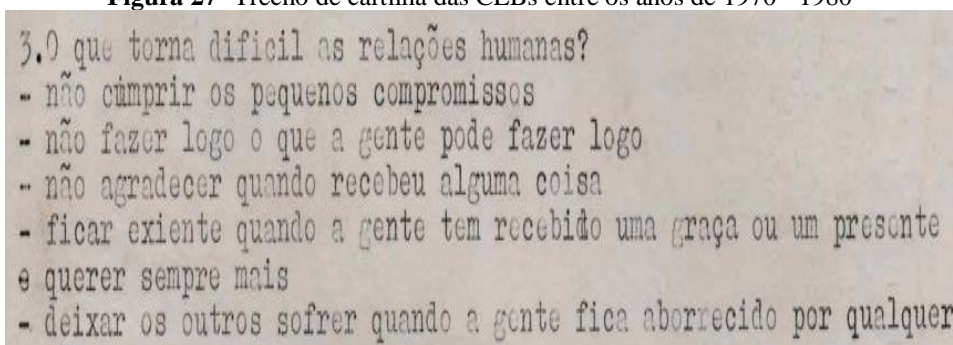 Figura 27- Trecho de cartilha das CEBs entre os anos de 1970 - 1980
3.O que torna dificil as relações humanas?
- não cumprir os pequenos compromissos
- não fazer logo o que a gente pode fazer logo
- não agradecer quando recebeu alguma coisa
- ficar exiente quando a gente tem recebido uma graça ou um presente
e querer sempre mais
- deixar os outros sofrer quando a gente fica aborrecido por qualquer